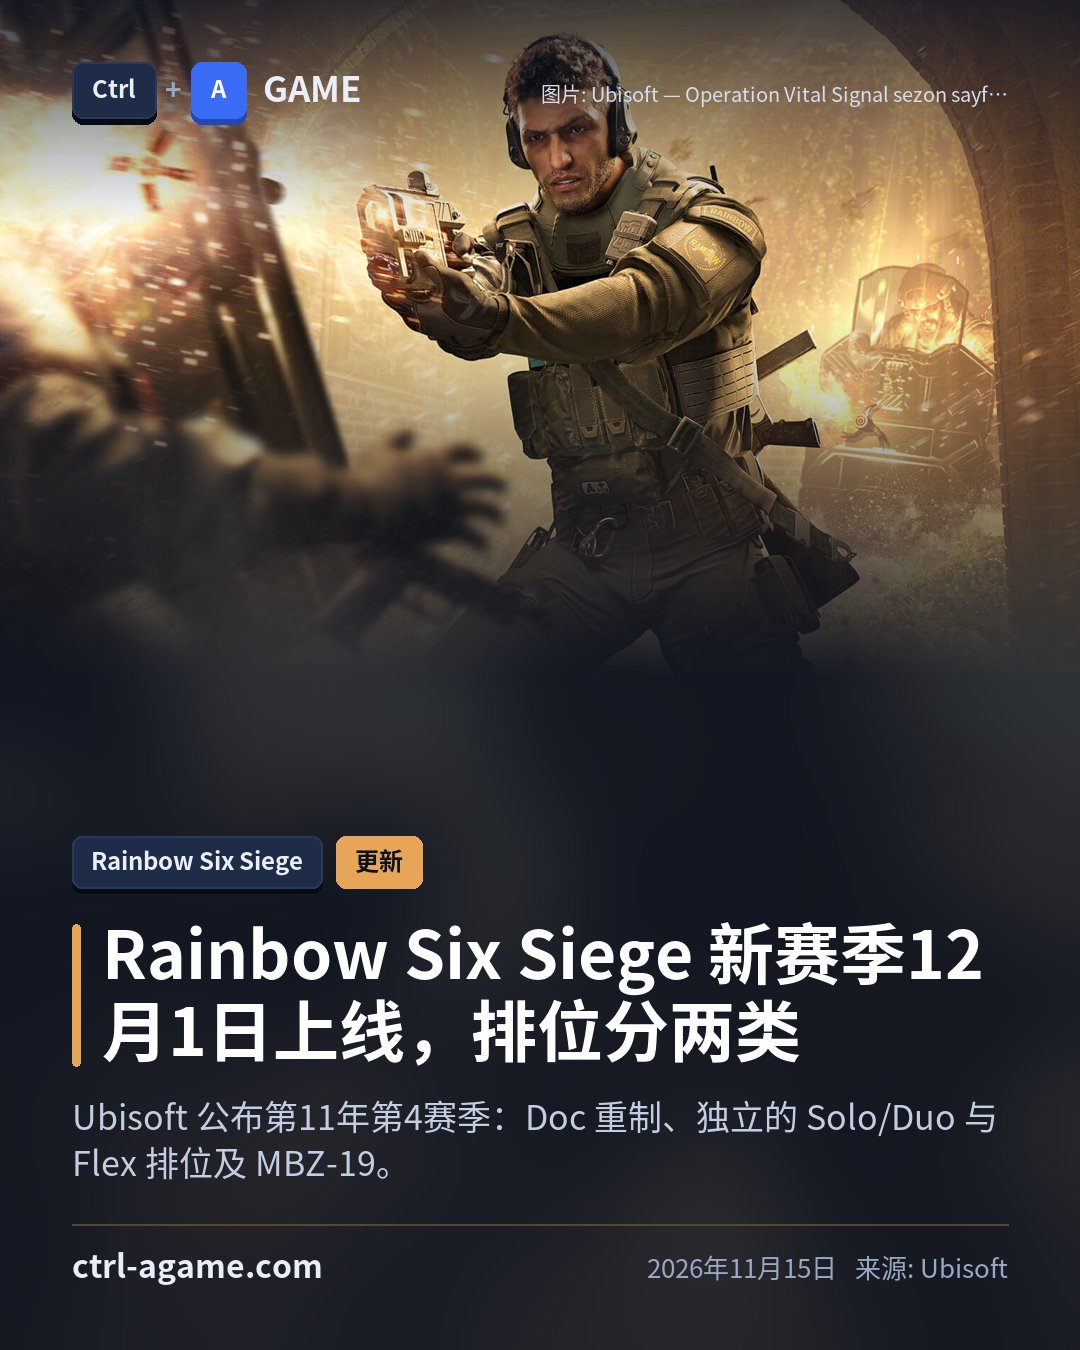 Ctrl + A GAME
图片: Ubisoft — Operation Vital Signal sezon sayf…
RAINBOW
Rainbow Six Siege 更新
Rainbow Six Siege 新赛季12
月1日上线，排位分两类
Ubisoft 公布第11年第4赛季：Doc 重制、独立的 Solo/Duo 与
Flex 排位及 MBZ-19。
ctrl-agame.com
2026年11月15日 来源: Ubisoft